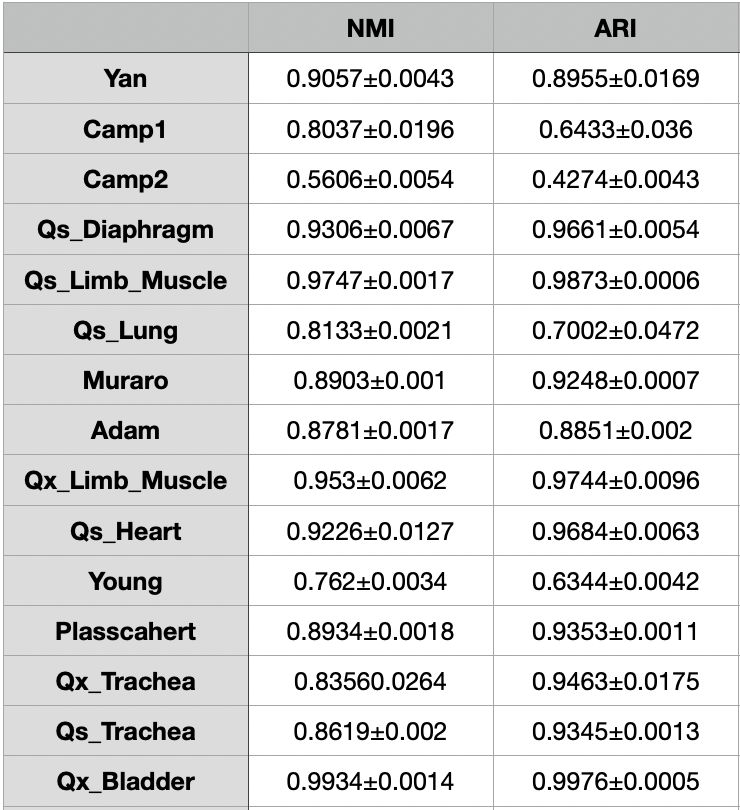 NMI ARI
Yan 0.9057±0.0043 0.8955±0.0169
Camp1 0.8037±0.0196 0.6433±0.036
Camp2 0.5606±0.0054 0.4274±0.0043
Qs_Diaphragm 0.9306±0.0067 0.9661±0.0054
Qs_Limb_Muscle 0.9747±0.0017 0.9873±0.0006
Qs_Lung 0.8133±0.0021 0.7002±0.0472
Muraro 0.8903±0.001 0.9248±0.0007
Adam 0.8781±0.0017 0.8851±0.002
Qx_Limb_Muscle 0.953±0.0062 0.9744±0.0096
Qs_Heart 0.9226±0.0127 0.9684±0.0063
Young 0.762±0.0034 0.6344±0.0042
Plasscahert 0.8934±0.0018 0.9353±0.0011
Qx_Trachea 0.83560.0264 0.9463±0.0175
Qs_Trachea 0.8619±0.002 0.9345±0.0013
Qx_Bladder 0.9934±0.0014 0.9976±0.0005